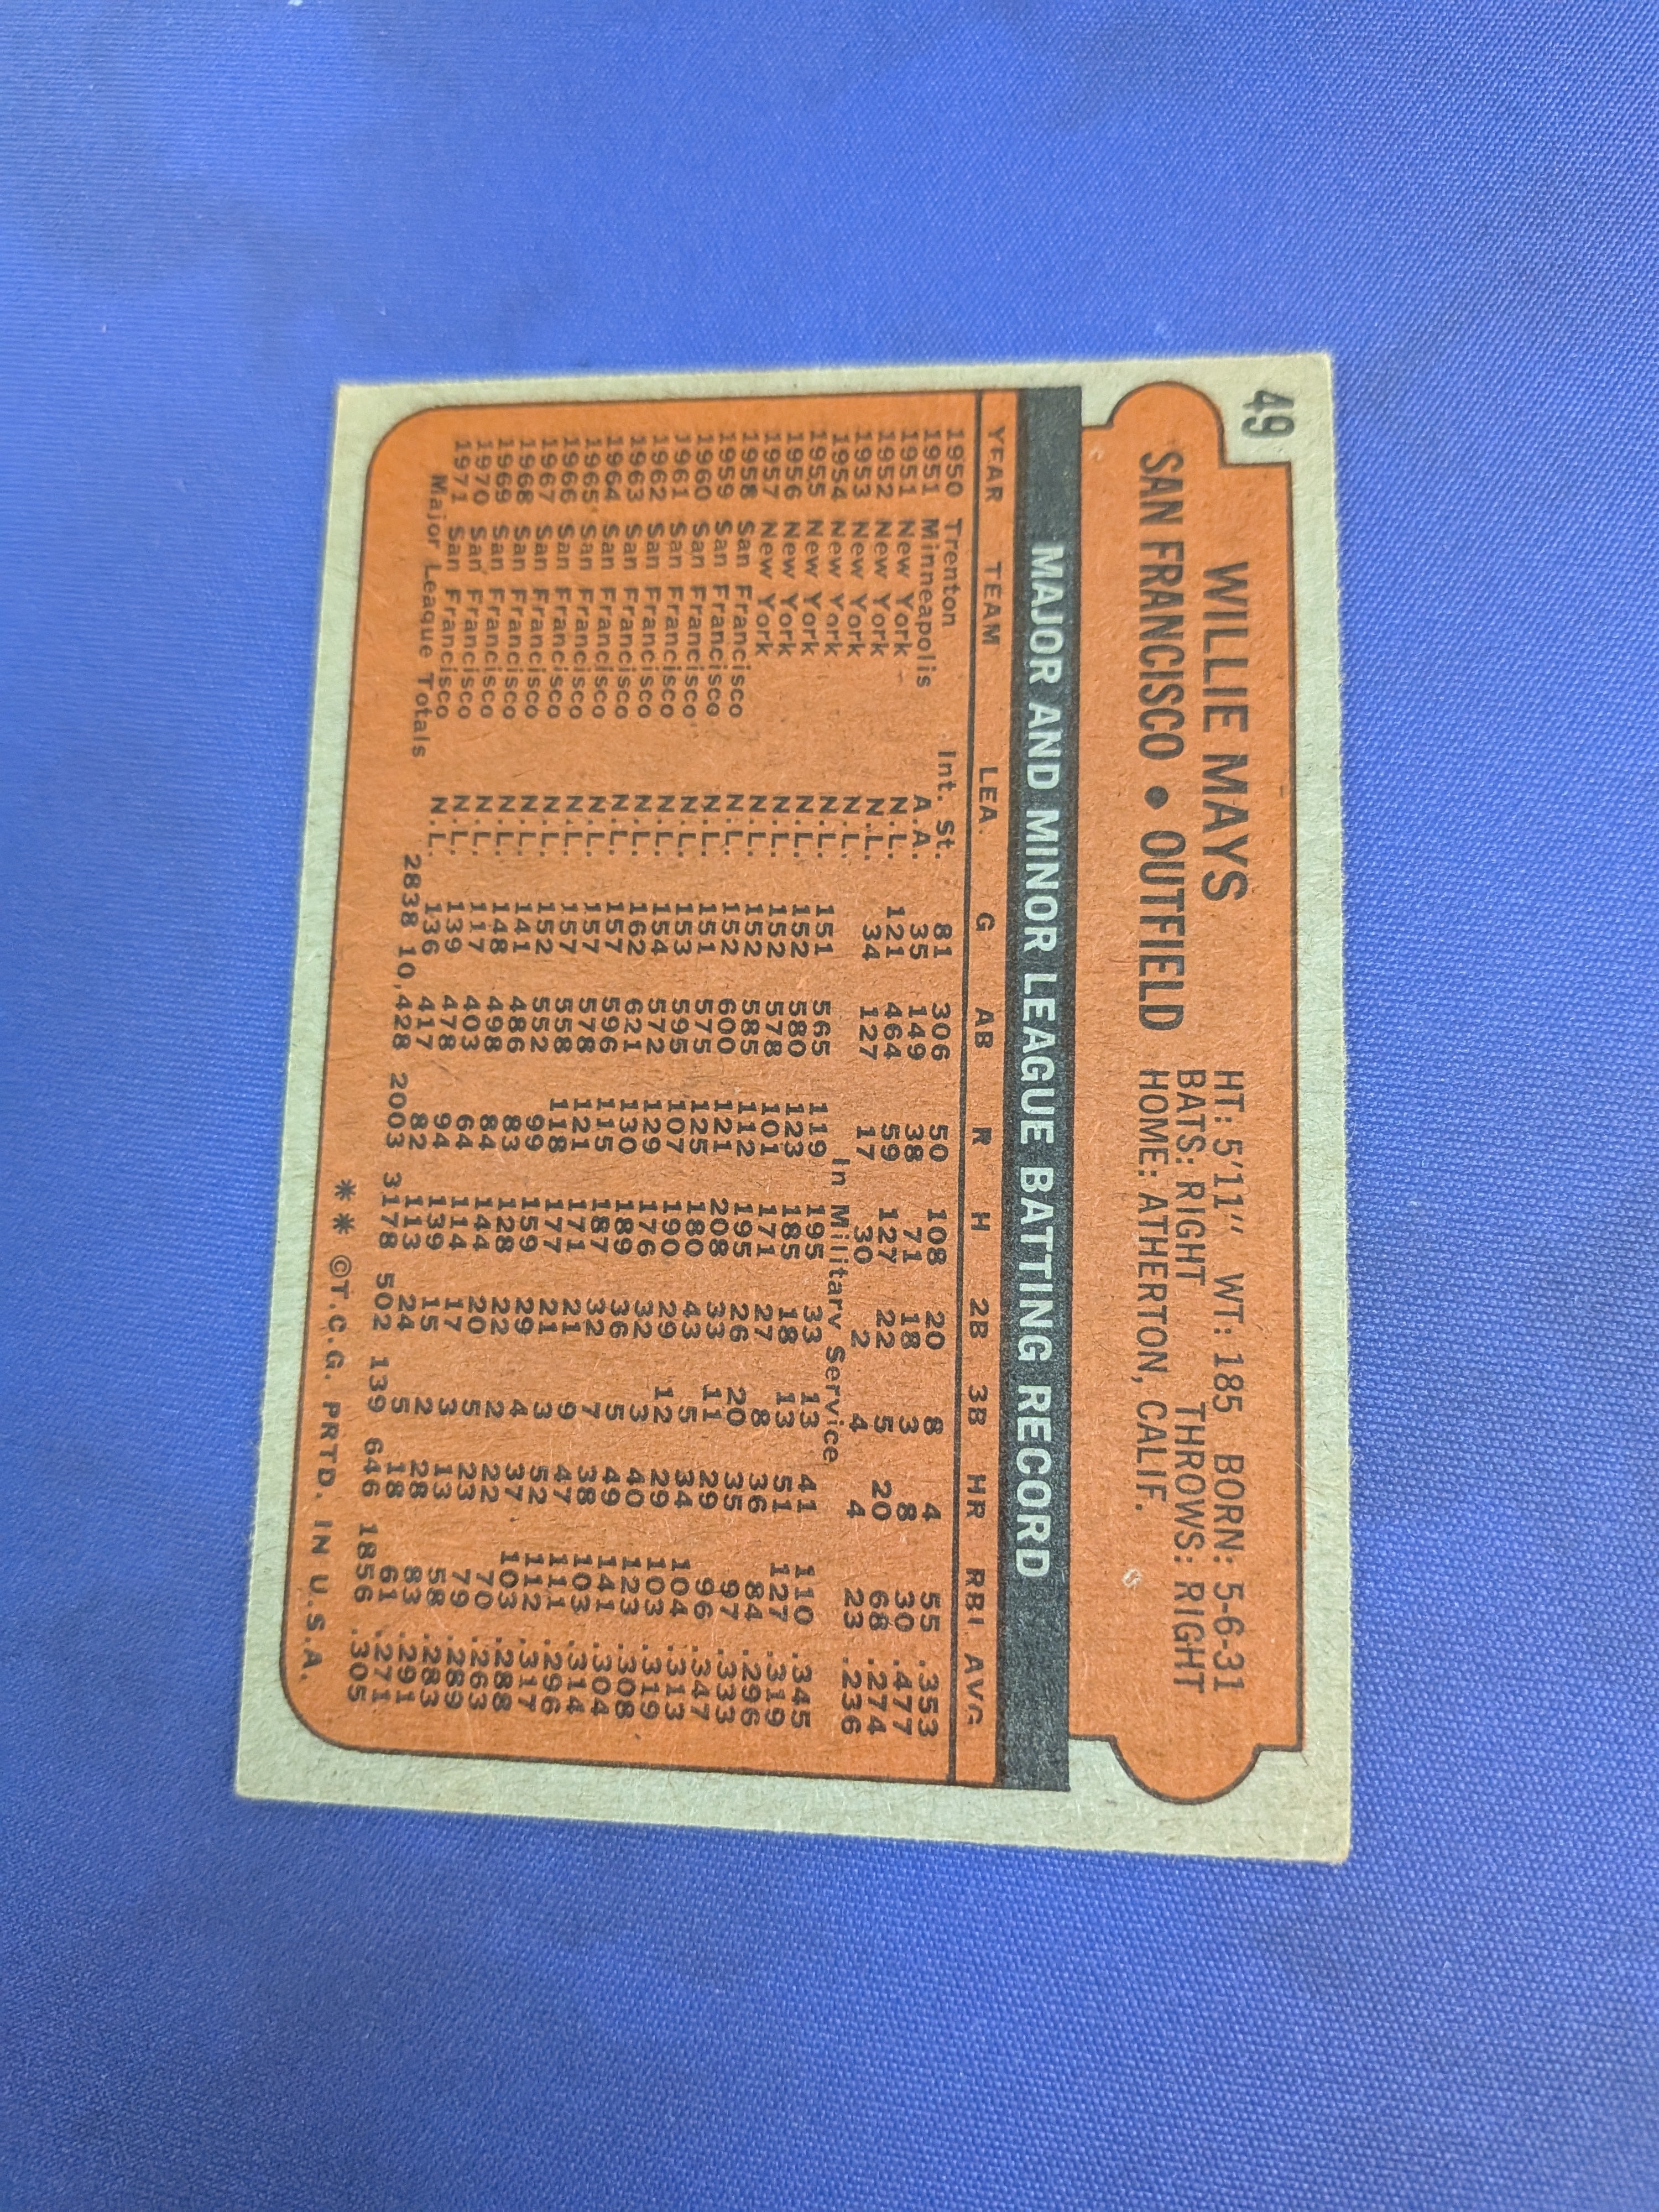 49
WILLIE MAYS
SAN FRANCISCO • OUTFIELD
HT: 5'11" WT: 185 BORN: 5-6-31
BATS: RIGHT THROWS: RIGHT
HOME: ATHERTON, CALIF.
MAJOR AND MINOR LEAGUE BATTING RECORD
YEAR TEAM LEA. G AB R H 2B 3B HR RBI AVG
1950 Trenton Int. St. 81 306 50 108 20 8 4 55 .353
1951 Minneapolis A.A. 35 149 38 71 18 3 8 30 .477
1951 New York N.L. 121 464 59 127 22 5 20 68 .274
1952 New York N.L. 34 127 17 30 2 4 4 23 .236
1953 New York N.L. In Military Service
1954 New York N.L. 151 565 119 195 33 13 41 110 .345
1955 New York N.L. 152 580 123 185 18 13 51 127 .319
1956 New York N.L. 152 578 101 171 27 8 36 84 .296
1957 New York N.L. 152 585 112 195 26 20 35 97 .333
1958 San Francisco N.L. 152 600 121 208 33 11 29 96 .347
1959 San Francisco N.L. 151 575 125 180 43 5 34 104 .313
1960 San Francisco N.L. 153 595 107 190 29 12 29 103 .319
1961 San Francisco N.L. 154 572 129 176 32 3 40 123 .308
1962 San Francisco N.L. 162 621 130 189 36 5 49 141 .304
1963 San Francisco N.L. 157 596 115 187 32 7 38 103 .314
1964 San Francisco N.L. 157 578 121 171 21 9 47 111 .296
1965 San Francisco N.L. 157 558 118 177 21 3 52 112 .317
1966 San Francisco N.L. 152 552 99 159 29 4 37 103 .288
1967 San Francisco N.L. 141 486 83 128 22 2 22 70 .263
1968 San Francisco N.L. 148 498 84 144 20 5 23 79 .289
1969 San Francisco N.L. 117 403 64 114 17 3 13 58 .283
1970 San Francisco N.L. 139 478 94 139 15 2 28 83 .291
1971 San Francisco N.L. 136 417 82 113 24 5 18 61 .271
Major League Totals 2838 10,428 2003 3178 502 139 646 1856 .305
** ©T.C.G. PRTD. IN U.S.A.